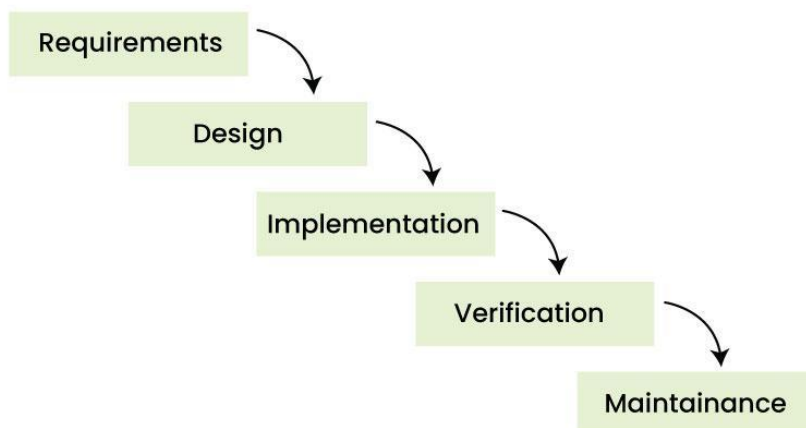 Requirements
Design
Implementation
Verification
Maintainance